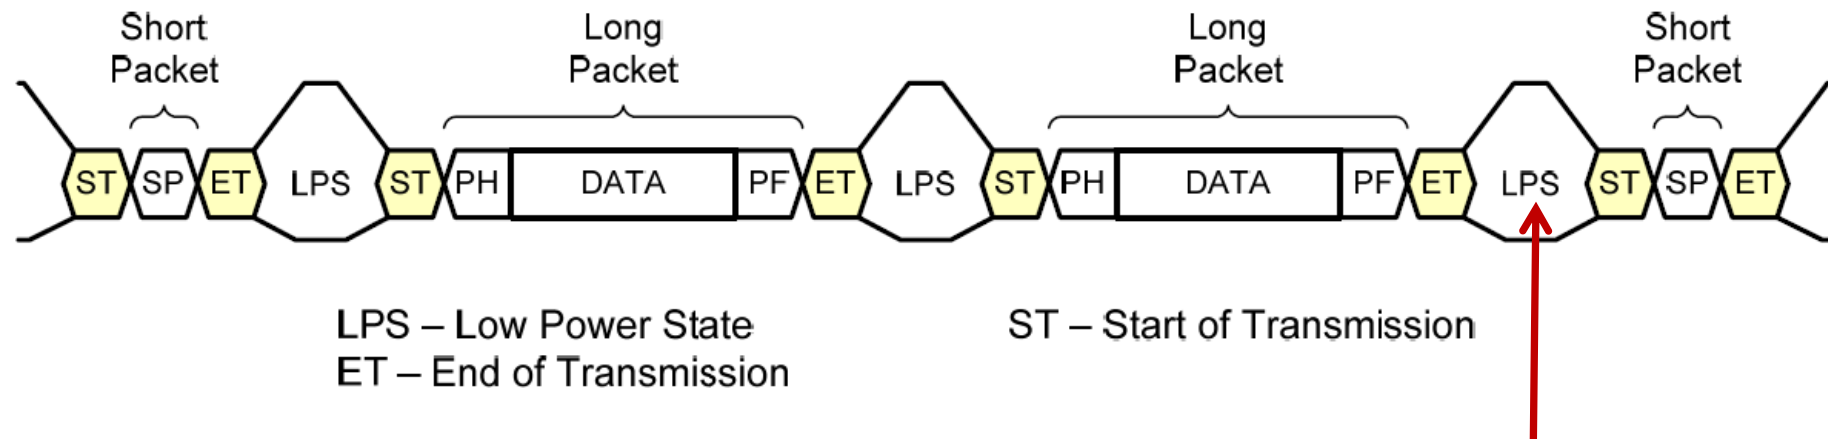 Short
Packet
Long
Packet
Long
Packet
Short
Packet
ST SP ET LPS ST PH DATA PF ET LPS ST PH DATA PF ET LPS ST SP ET
LPS – Low Power State
ST – Start of Transmission
ET – End of Transmission